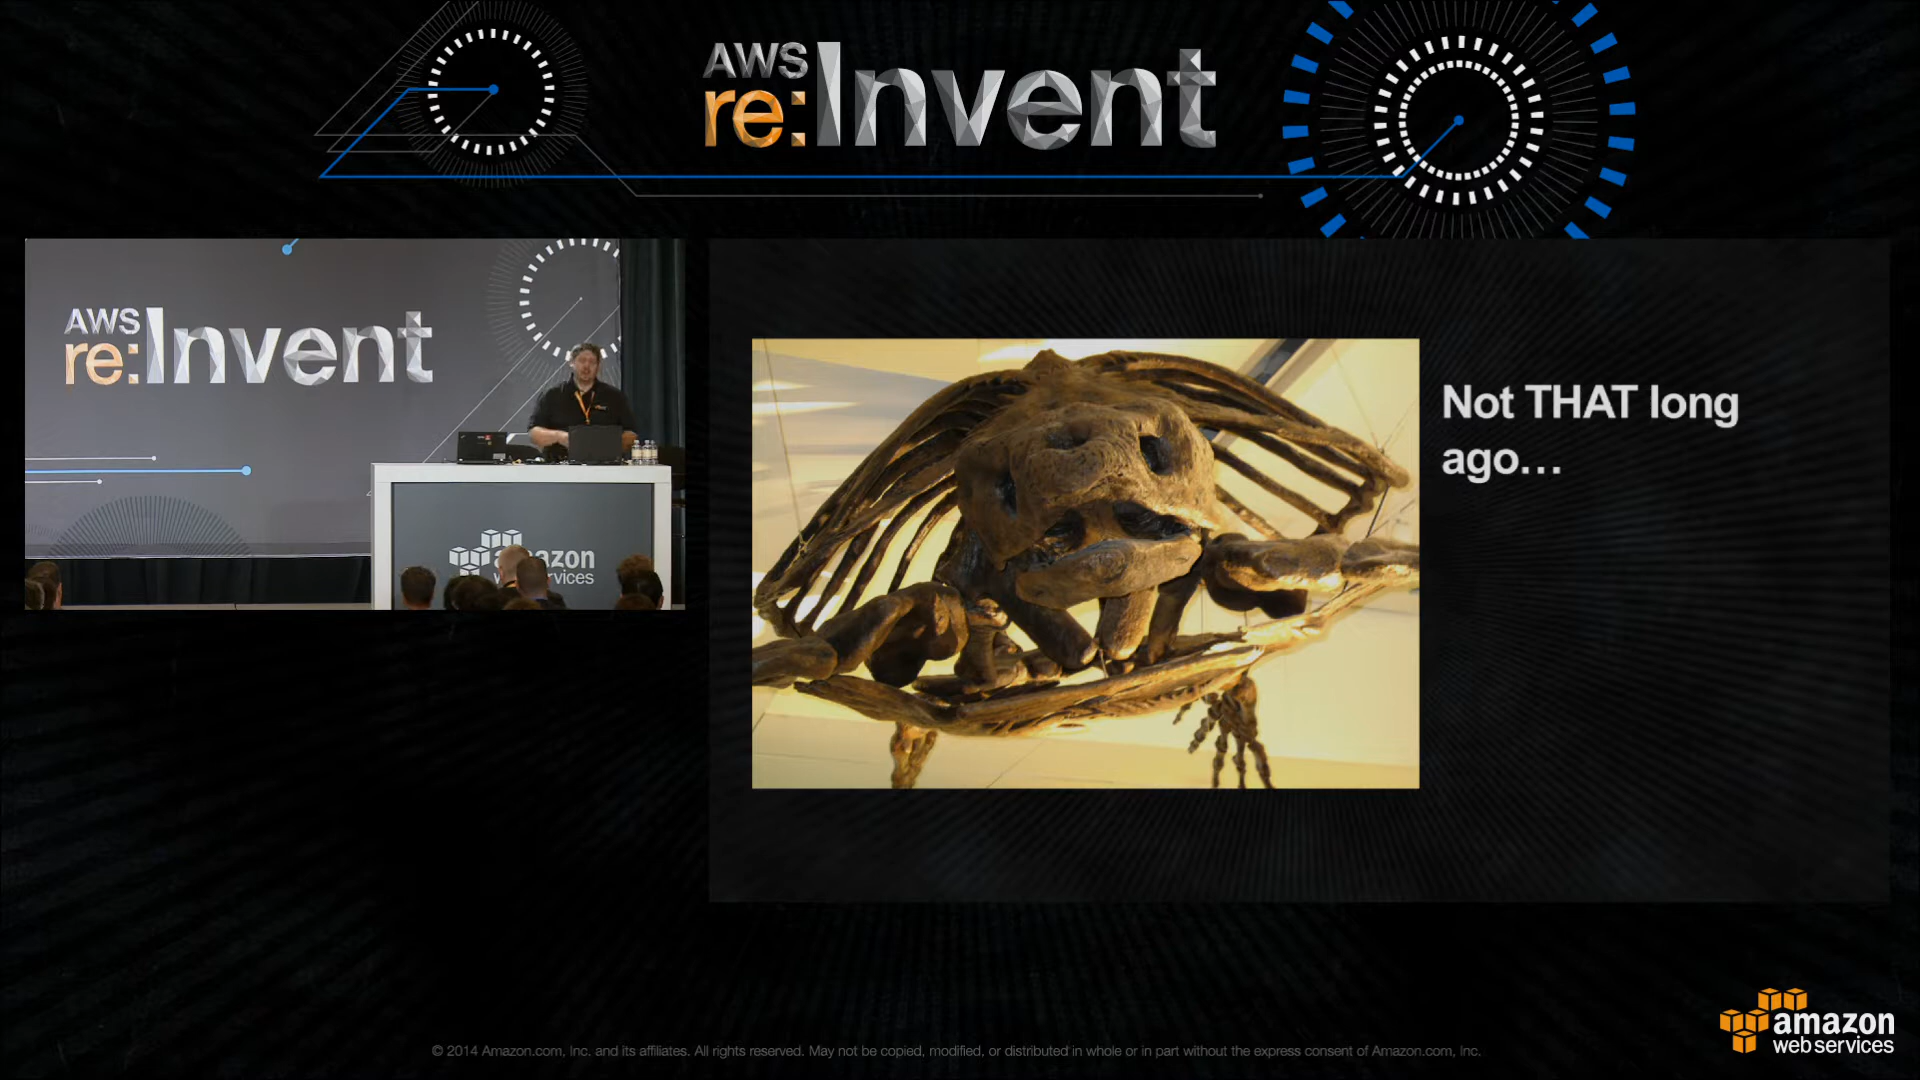 AWS
re:Invent
AWS
re:Invent
Not THAT long
ago…
amazon
© 2014 Amazon.com, Inc. and its affiliates. All rights reserved. May not be copied, modified, or distributed in whole or in part without the express consent of Amazon.com, Inc.
amazon
web services